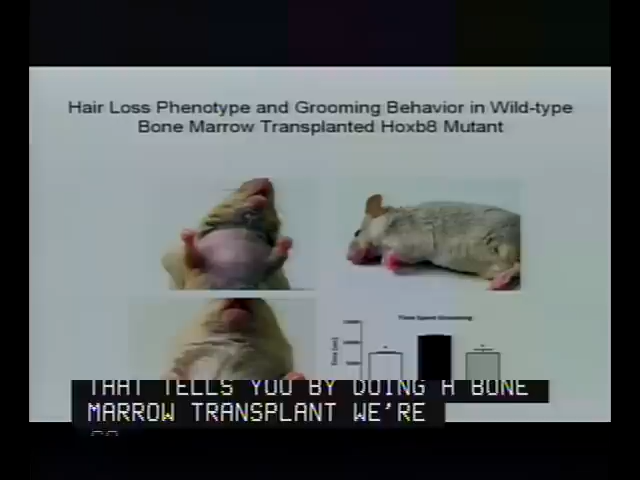 Hair Loss Phenotype and Grooming Behavior in Wild-type
Bone Marrow Transplanted Hoxb8 Mutant
Time Spent Grooming
THAT TELLS YOU BY DOING A BONE
MARROW TRANSPLANT WE'RE